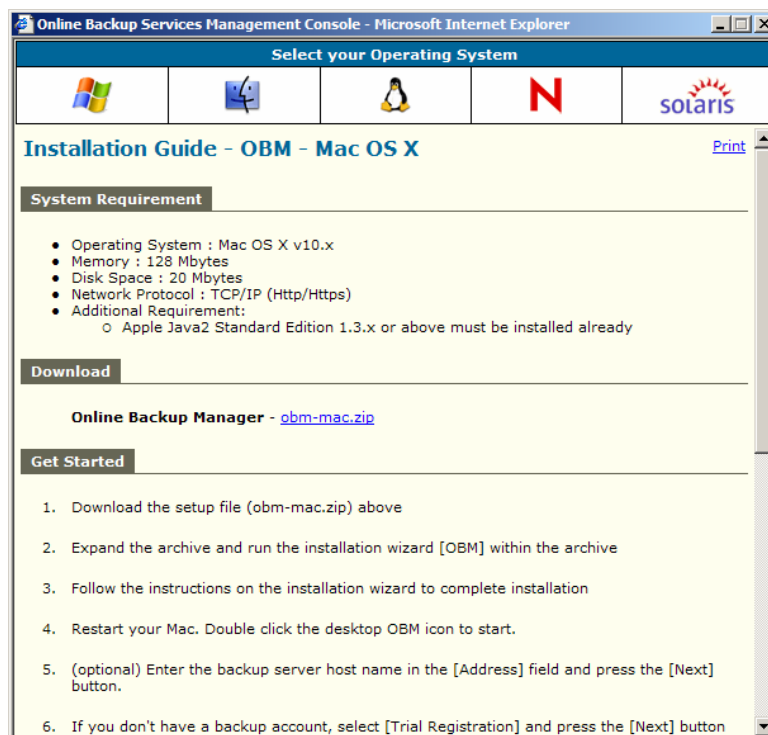 Online Backup Services Management Console - Microsoft Internet Explorer
Select your Operating System
N
solaris
Installation Guide - OBM - Mac OS X
Print
System Requirement
Operating System : Mac OS X v10.x
Memory : 128 Mbytes
Disk Space : 20 Mbytes
Network Protocol : TCP/IP (Http/Https)
Additional Requirement:
Apple Java2 Standard Edition 1.3.x or above must be installed already
Download
Online Backup Manager - obm-mac.zip
Get Started
1. Download the setup file (obm-mac.zip) above
2. Expand the archive and run the installation wizard [OBM] within the archive
3. Follow the instructions on the installation wizard to complete installation
4. Restart your Mac. Double click the desktop OBM icon to start.
5. (optional) Enter the backup server host name in the [Address] field and press the [Next]
button.
6. If you don't have a backup account, select [Trial Registration] and press the [Next] button